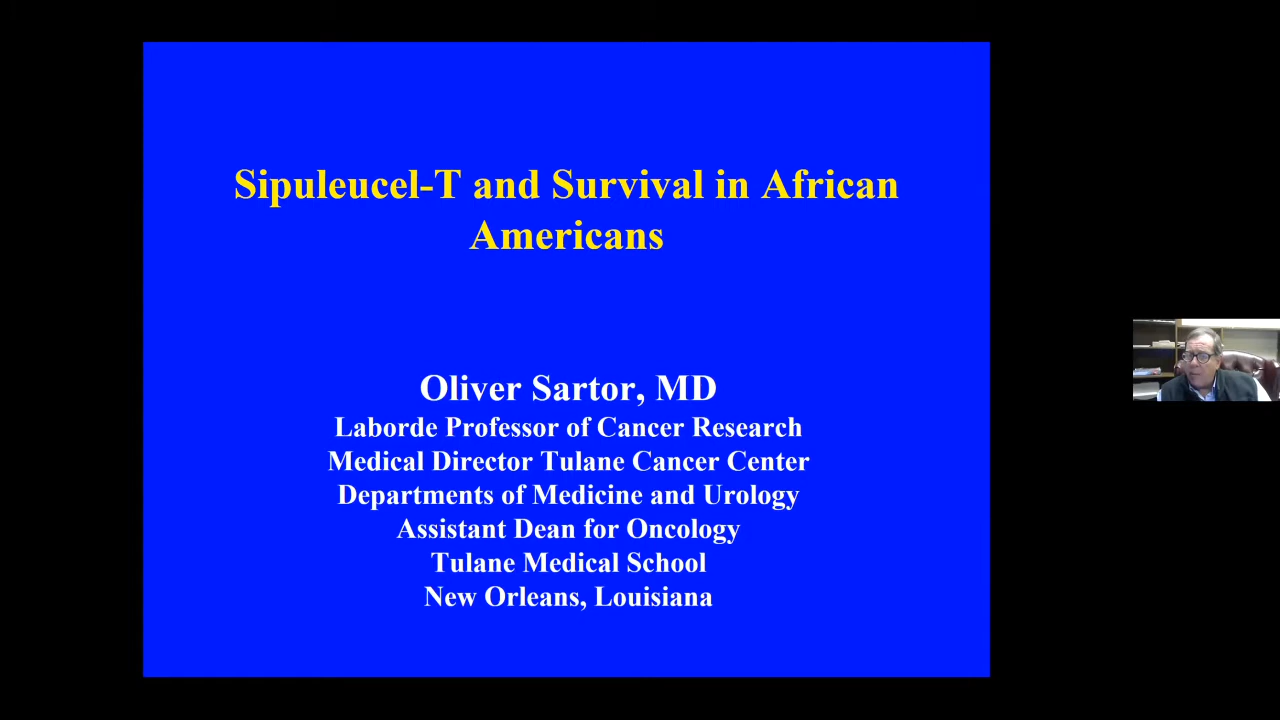 Sipuleucel-T and Survival in African
Americans
Oliver Sartor, MD
Laborde Professor of Cancer Research
Medical Director Tulane Cancer Center
Departments of Medicine and Urology
Assistant Dean for Oncology
Tulane Medical School
New Orleans, Louisiana